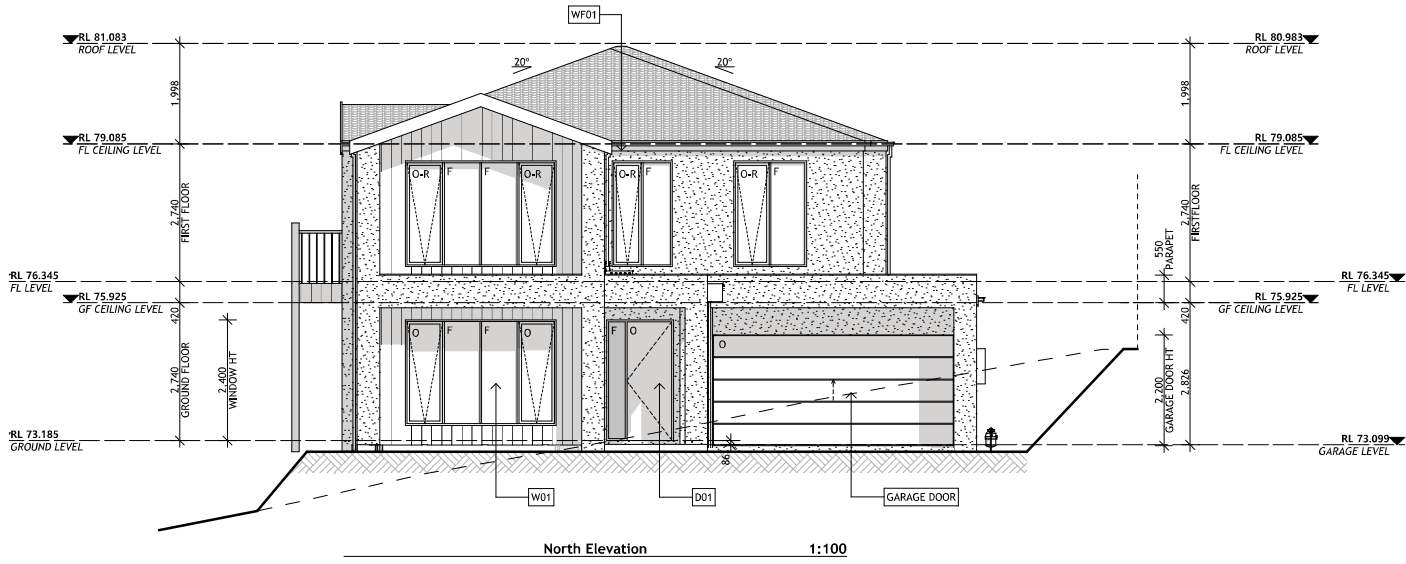 WF01
RL 81.083
ROOF LEVEL
RL 80.983
ROOF LEVEL
20°
20°
1,998
1,998
RL 79.085
FL CEILING LEVEL
RL 79.085
FL CEILING LEVEL
O-R
F
F
O-R
O-R
F
O-R
F
2,740
FIRST FLOOR
2,740
FIRSTFLOOR
550
PARAPET
RL 76.345
FL LEVEL
RL 76.345
FL LEVEL
RL 75.925
GF CEILING LEVEL
RL 75.925
GF CEILING LEVEL
420
420
O
F
F
O
F
O
O
2,740
GROUND FLOOR
2,400
WINDOW HT
2,200
GARAGE DOOR HT
2,826
RL 73.185
GROUND LEVEL
RL 73.099
GARAGE LEVEL
86
W01
D01
GARAGE DOOR
North Elevation
1:100